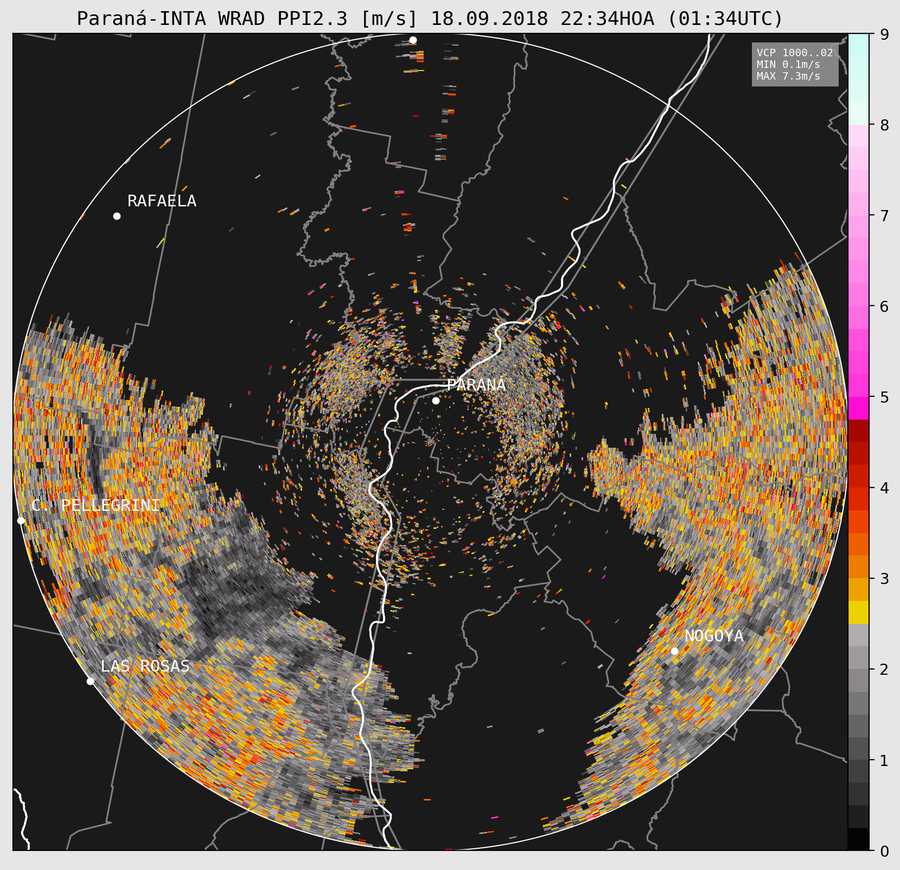 Paraná-INTA WRAD PPI2.3 [m/s] 18.09.2018 22:34HOA (01:34UTC)
VCP 1000..02
MIN 0.1m/s
MAX 7.3m/s
9
8
7
6
5
4
3
2
1
0
RAFAELA
PARANÁ
C. PELLEGRINI
NOGOYA
LAS ROSAS